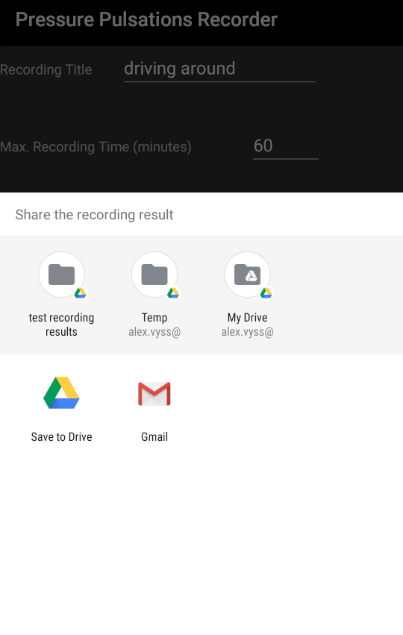 Pressure Pulsations Recorder
Recording Title driving around
Max. Recording Time (minutes) 60
Share the recording result
test recording
results
Temp
alex.vyss@
My Drive
alex.vyss@
Save to Drive
Gmail